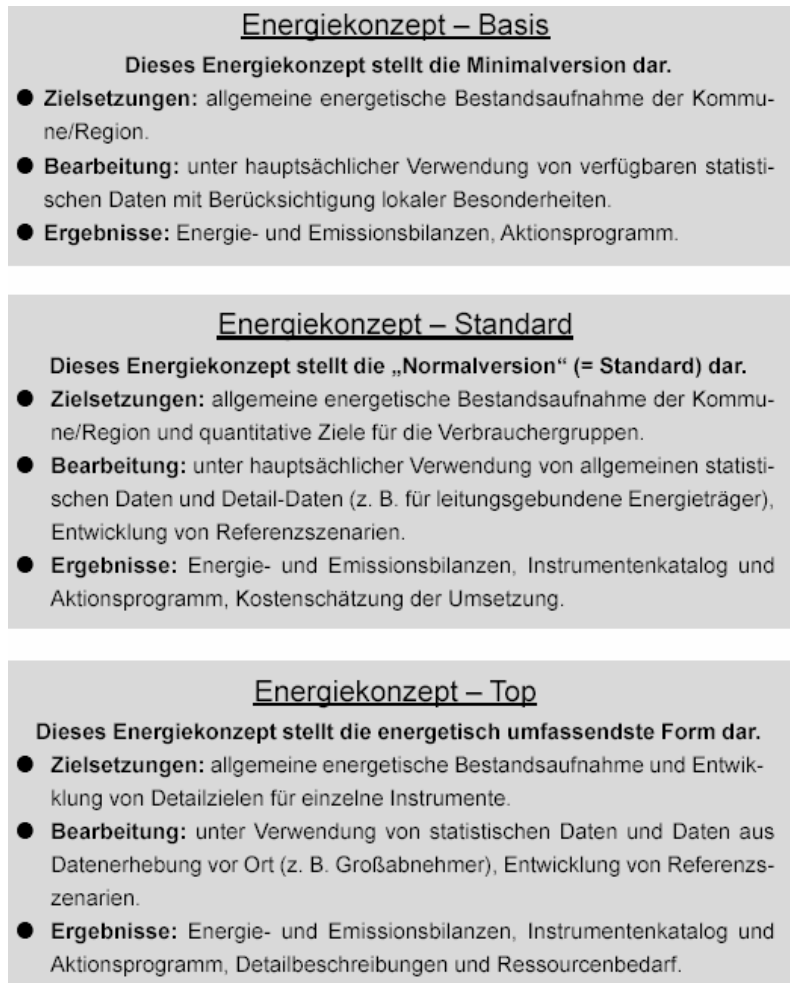 Energiekonzept – Basis
Dieses Energiekonzept stellt die Minimalversion dar.
● Zielsetzungen: allgemeine energetische Bestandsaufnahme der Kommu-
ne/Region.
● Bearbeitung: unter hauptsächlicher Verwendung von verfügbaren statisti-
schen Daten mit Berücksichtigung lokaler Besonderheiten.
● Ergebnisse: Energie- und Emissionsbilanzen, Aktionsprogramm.
Energiekonzept – Standard
Dieses Energiekonzept stellt die „Normalversion“ (= Standard) dar.
● Zielsetzungen: allgemeine energetische Bestandsaufnahme der Kommu-
ne/Region und quantitative Ziele für die Verbrauchergruppen.
● Bearbeitung: unter hauptsächlicher Verwendung von allgemeinen statisti-
schen Daten und Detail-Daten (z. B. für leitungsgebundene Energieträger),
Entwicklung von Referenzszenarien.
● Ergebnisse: Energie- und Emissionsbilanzen, Instrumentenkatalog und
Aktionsprogramm, Kostenschätzung der Umsetzung.
Energiekonzept – Top
Dieses Energiekonzept stellt die energetisch umfassendste Form dar.
● Zielsetzungen: allgemeine energetische Bestandsaufnahme und Entwik-
klung von Detailzielen für einzelne Instrumente.
● Bearbeitung: unter Verwendung von statistischen Daten und Daten aus
Datenerhebung vor Ort (z. B. Großabnehmer), Entwicklung von Referenzs-
zenarien.
● Ergebnisse: Energie- und Emissionsbilanzen, Instrumentenkatalog und
Aktionsprogramm, Detailbeschreibungen und Ressourcenbedarf.